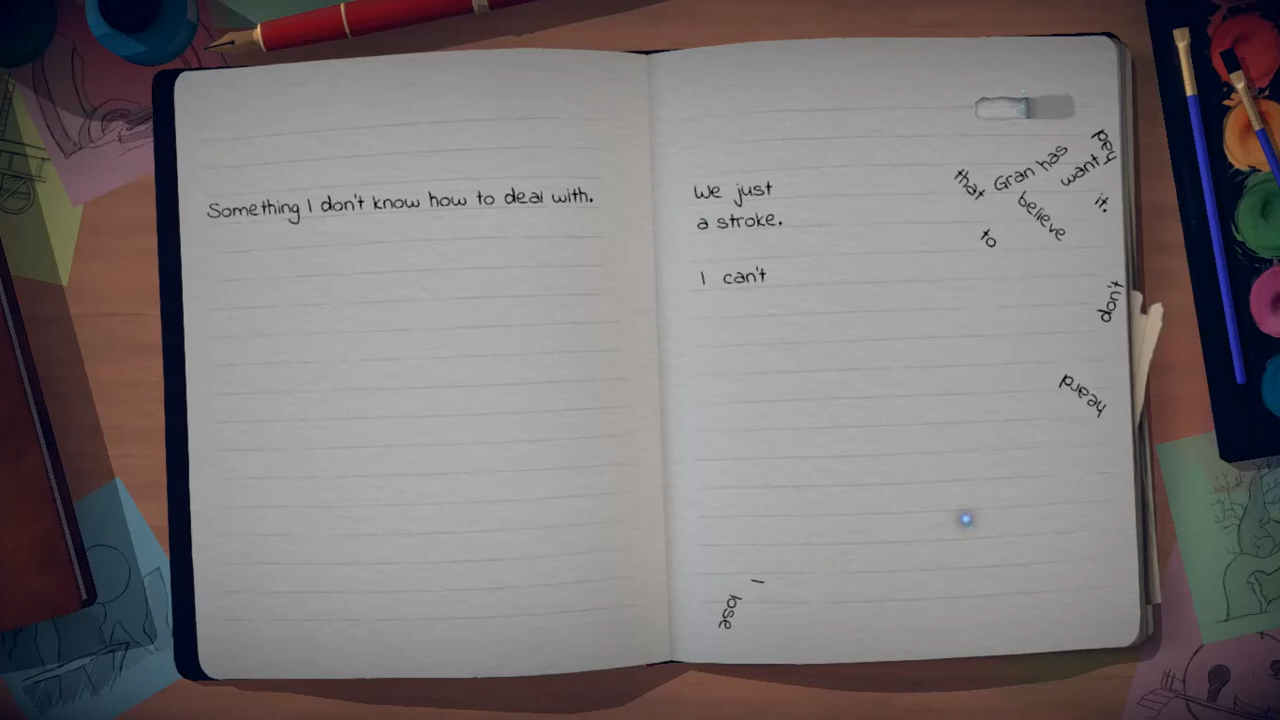 Something I don't know how to deal with.
We just
a stroke.
I can't
that
Gran has
had
want
believe
it.
to
don't
heard
I
lose